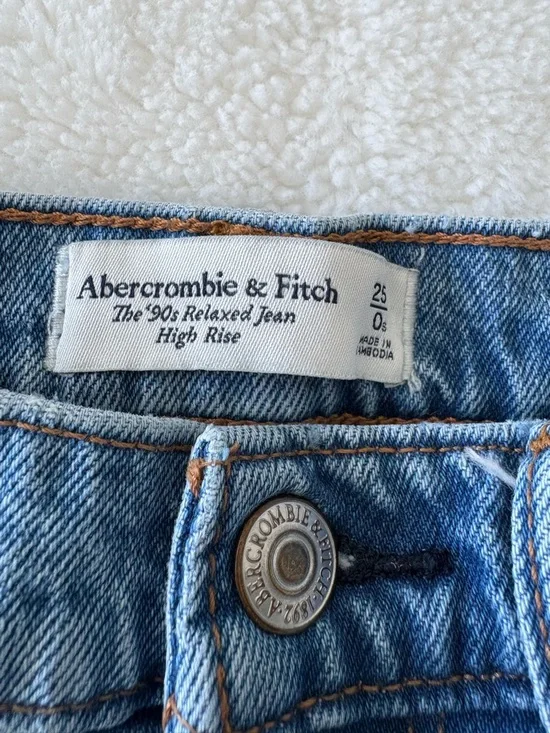 Abercrombie & Fitch
The '90s Relaxed Jean
High Rise
25
0s
MADE IN
CAMBODIA
ABERCROMBIE & FITCH · 1892 ·